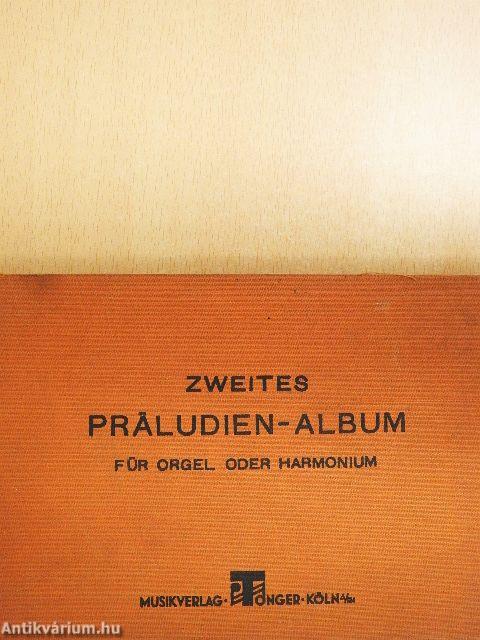 ZWEITES
PRÄLUDIEN-ALBUM
FÜR ORGEL ODER HARMONIUM
MUSIKVERLAG · P. TONGER · KÖLN A/RH
Antikvárium.hu